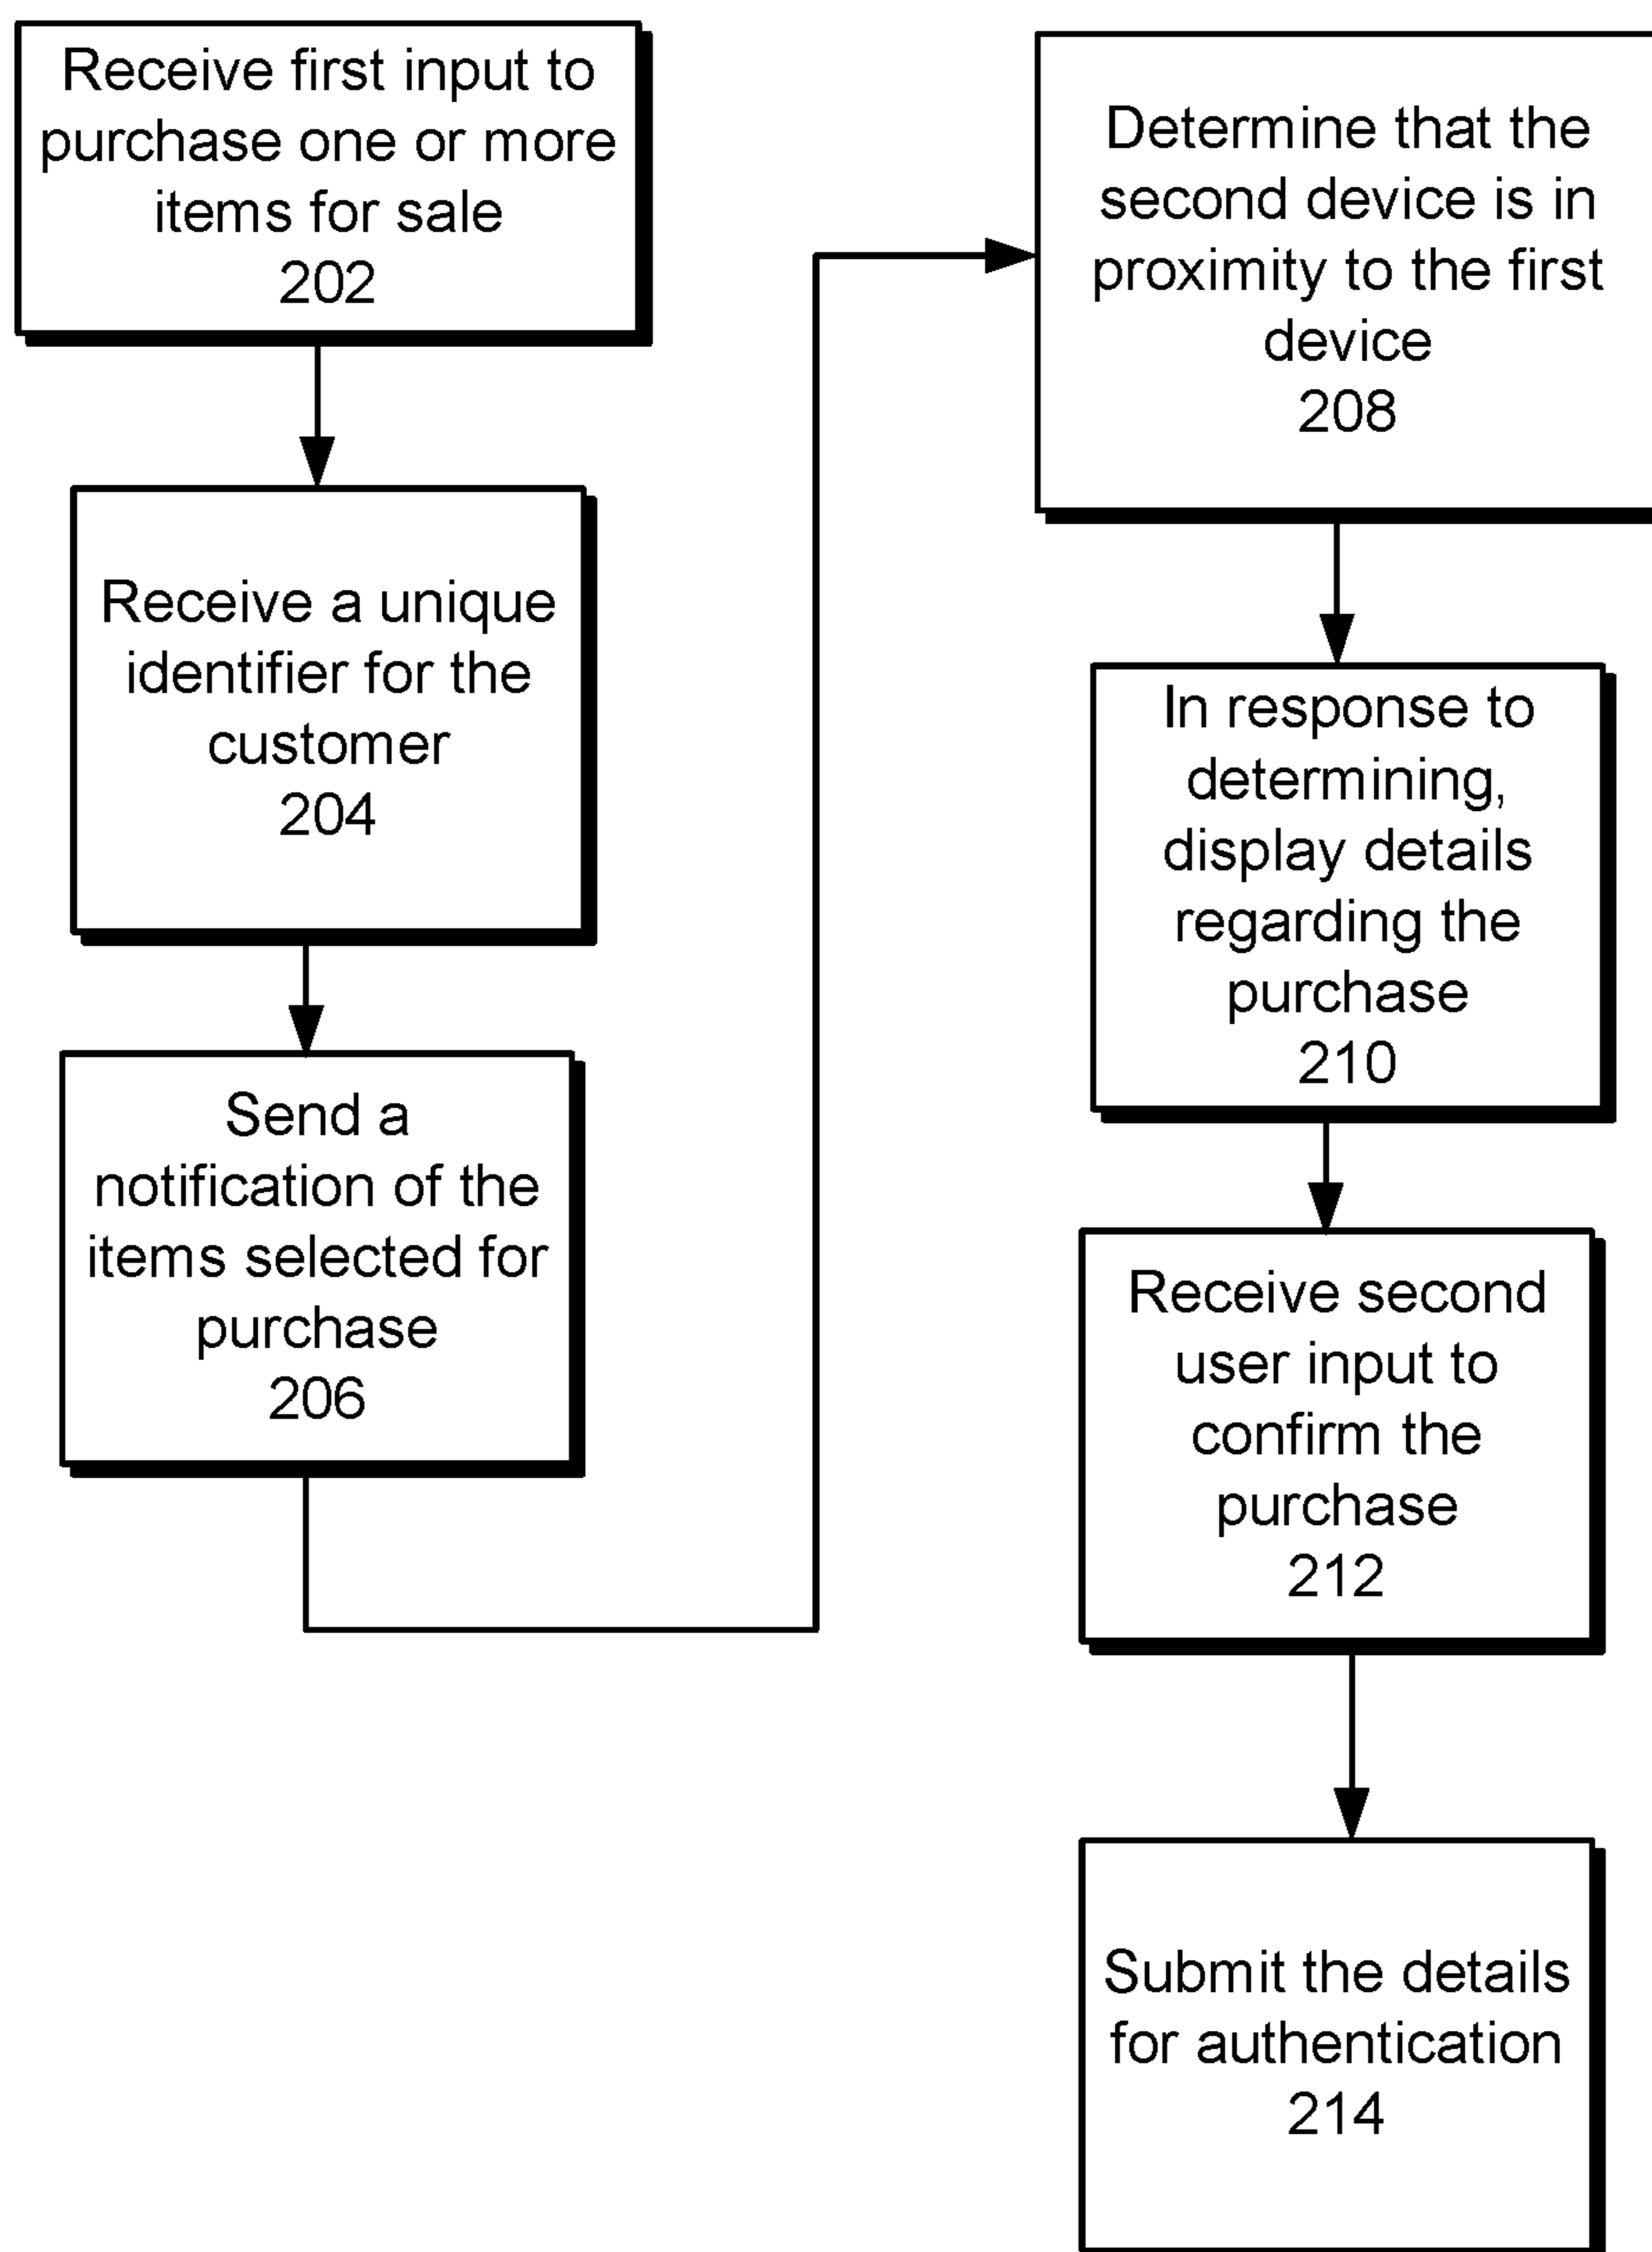 Receive first input to
purchase one or more
items for sale
202
Receive a unique
identifier for the
customer
204
Send a
notification of the
items selected for
purchase
206
Determine that the
second device is in
proximity to the first
device
208
In response to
determining,
display details
regarding the
purchase
210
Receive second
user input to
confirm the
purchase
212
Submit the details
for authentication
214